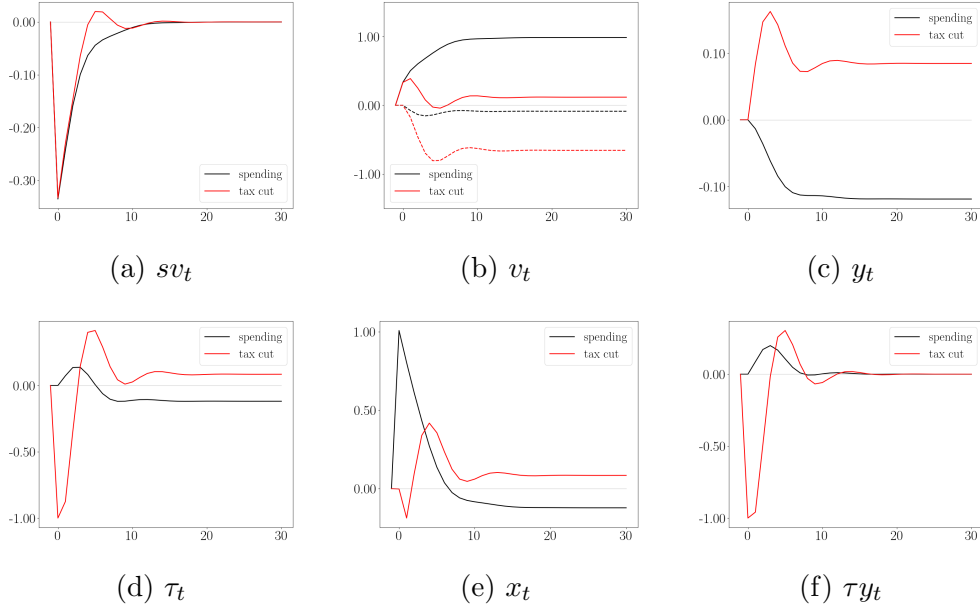 0.00
-0.10
-0.20
-0.30
0
10
20
30
spending
tax cut
(a) sv_t
1.00
0.00
-1.00
0
10
20
30
spending
tax cut
(b) v_t
0.10
0.00
-0.10
0
10
20
30
spending
tax cut
(c) y_t
0.00
-0.50
-1.00
0
10
20
30
spending
tax cut
(d) τ_t
1.00
0.50
0.00
0
10
20
30
spending
tax cut
(e) x_t
0.00
-0.50
-1.00
0
10
20
30
spending
tax cut
(f) τy_t